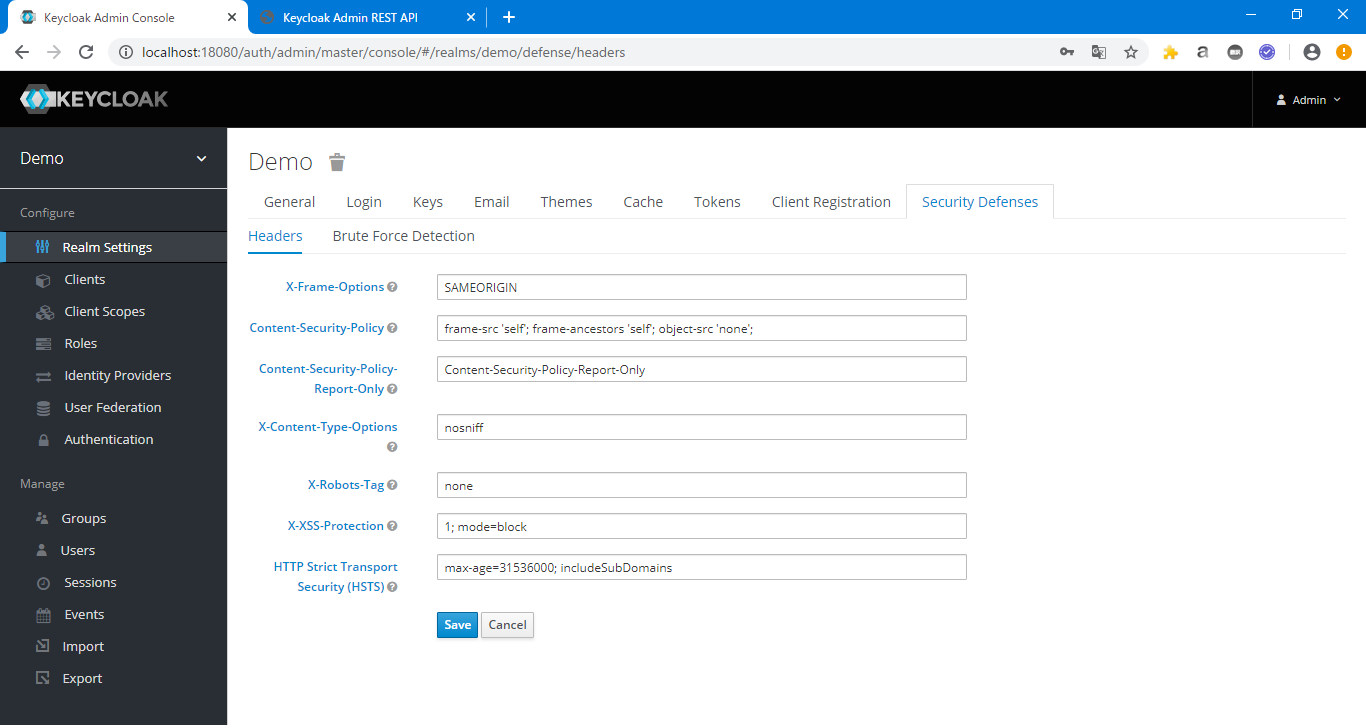 Keycloak Admin Console
Keycloak Admin REST API
localhost:18080/auth/admin/master/console/#/realms/demo/defense/headers
KEYCLOAK
Admin
Demo
Configure
Realm Settings
Clients
Client Scopes
Roles
Identity Providers
User Federation
Authentication
Manage
Groups
Users
Sessions
Events
Import
Export
Demo
General Login Keys Email Themes Cache Tokens Client Registration Security Defenses
Headers Brute Force Detection
X-Frame-Options SAMEORIGIN
Content-Security-Policy frame-src 'self'; frame-ancestors 'self'; object-src 'none';
Content-Security-Policy- Content-Security-Policy-Report-Only
Report-Only
X-Content-Type-Options nosniff
X-Robots-Tag none
X-XSS-Protection 1; mode=block
HTTP Strict Transport max-age=31536000; includeSubDomains
Security (HSTS)
Save Cancel